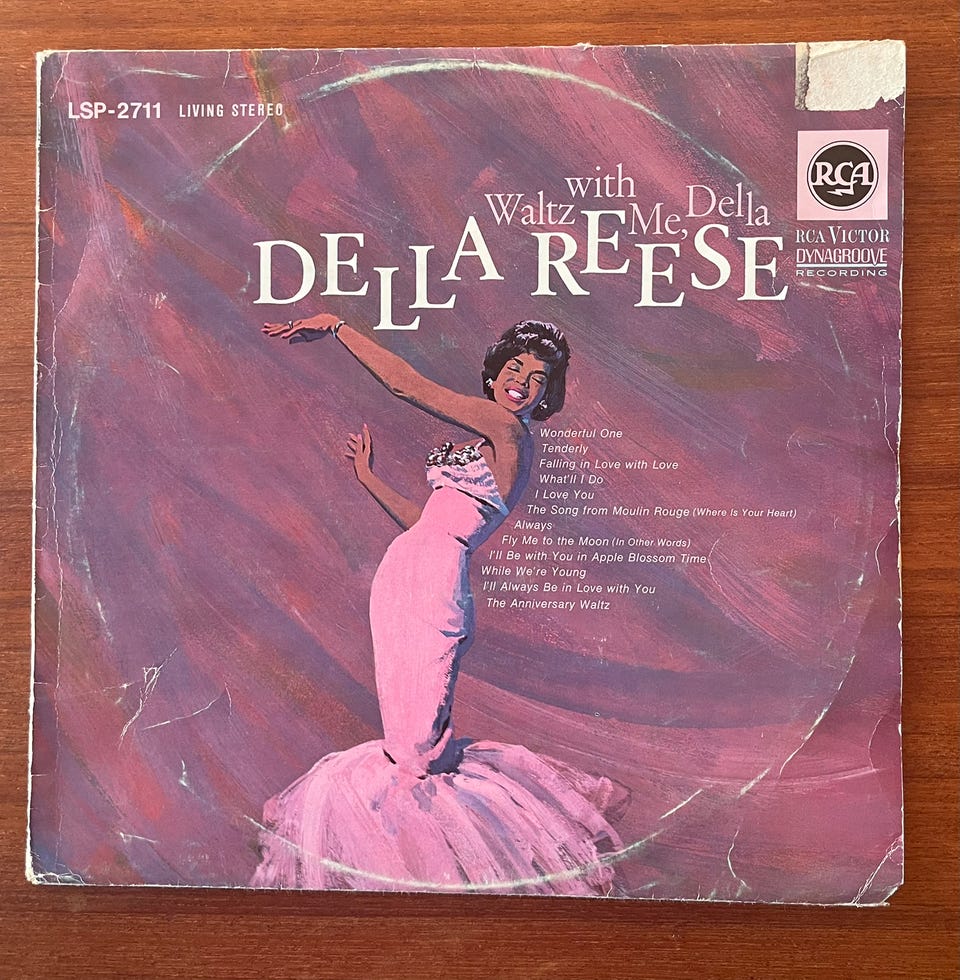 LSP-2711 LIVING STEREO
Waltz with Me, Della
DELLA REESE
RCA
RCA VICTOR
DYNAGROOVE
RECORDING
Wonderful One
Tenderly
Falling in Love with Love
What'll I Do
I Love You
The Song from Moulin Rouge (Where Is Your Heart)
Always
Fly Me to the Moon (In Other Words)
I'll Be with You in Apple Blossom Time
While We're Young
I'll Always Be in Love with You
The Anniversary Waltz